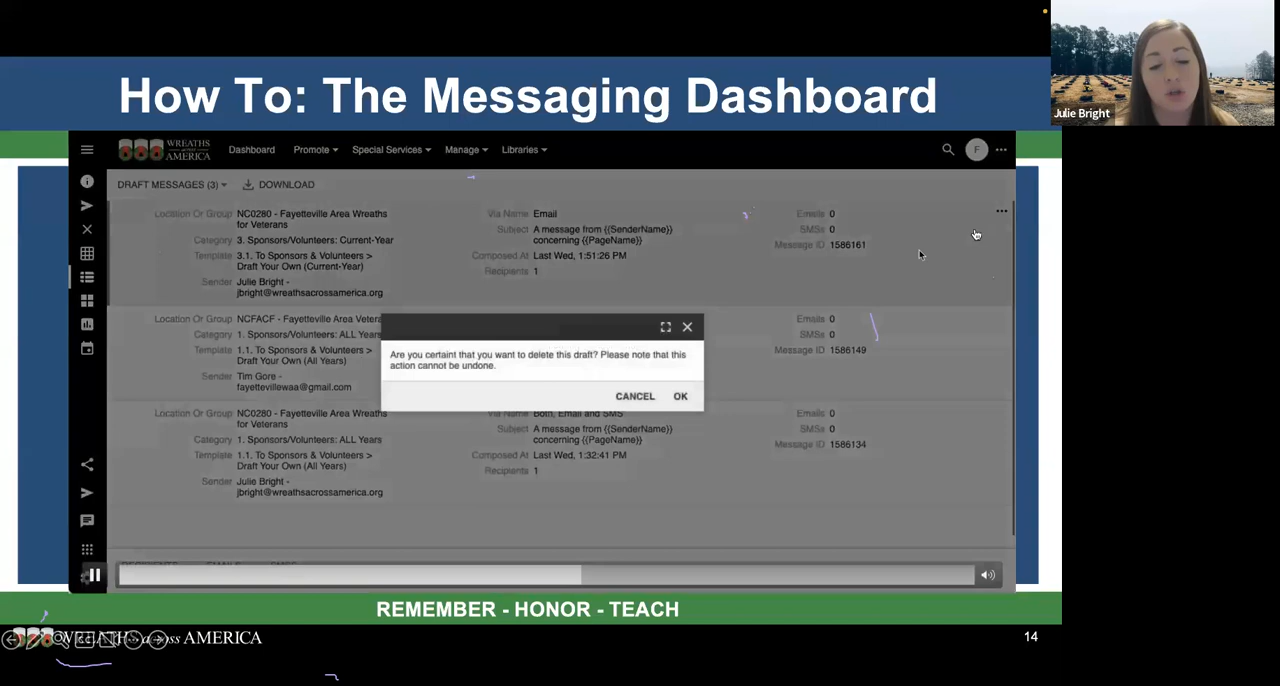 How To: The Messaging Dashboard
Julie Bright
WREATHS
across
AMERICA
Dashboard
Promote
Special Services
Manage
Libraries
F
DRAFT MESSAGES (3)
DOWNLOAD
Location Or Group NC0280 - Fayetteville Area Wreaths
for Veterans
Category 3. Sponsors/Volunteers: Current-Year
Template 3.1. To Sponsors & Volunteers >
Draft Your Own (Current-Year)
Sender Julie Bright -
jbright@wreathsacrossamerica.org
Via Name Email
Subject A message from {{SenderName}}
concerning {{PageName}}
Composed At Last Wed, 1:51:26 PM
Recipients 1
Emails 0
SMSs 0
Message ID 1586161
Location Or Group NCFACF - Fayetteville Area Vetera
Category 1. Sponsors/Volunteers: ALL Years
Template 1.1. To Sponsors & Volunteers >
Draft Your Own (All Years)
Sender Tim Gore -
fayettevillewaa@gmail.com
Emails 0
SMSs 0
Message ID 1586149
Are you certaint that you want to delete this draft? Please note that this
action cannot be undone.
CANCEL
OK
Location Or Group NC0280 - Fayetteville Area Wreaths
for Veterans
Category 1. Sponsors/Volunteers: ALL Years
Template 1.1. To Sponsors & Volunteers >
Draft Your Own (All Years)
Sender Julie Bright -
jbright@wreathsacrossamerica.org
Via Name Both, Email and SMS
Subject A message from {{SenderName}}
concerning {{PageName}}
Composed At Last Wed, 1:32:41 PM
Recipients 1
Emails 0
SMSs 0
Message ID 1586134
REMEMBER - HONOR - TEACH
WREATHS across AMERICA
14